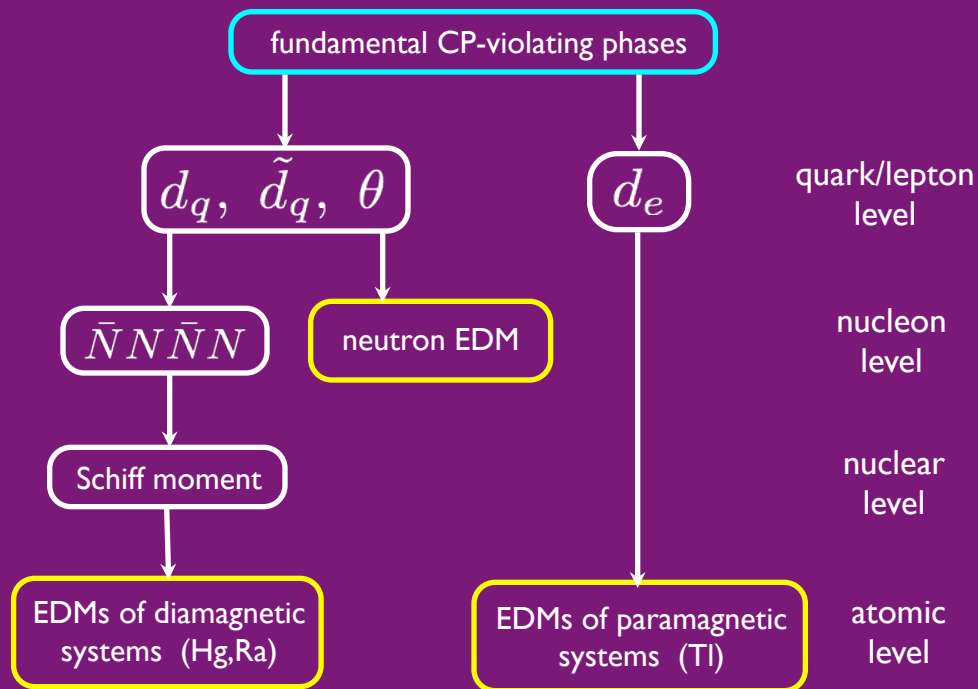 fundamental CP-violating phases
d_q, d̃_q, θ
d_e
quark/lepton
level
N̄NN̄N
neutron EDM
nucleon
level
Schiff moment
nuclear
level
EDMs of diamagnetic
systems (Hg,Ra)
EDMs of paramagnetic
systems (Tl)
atomic
level